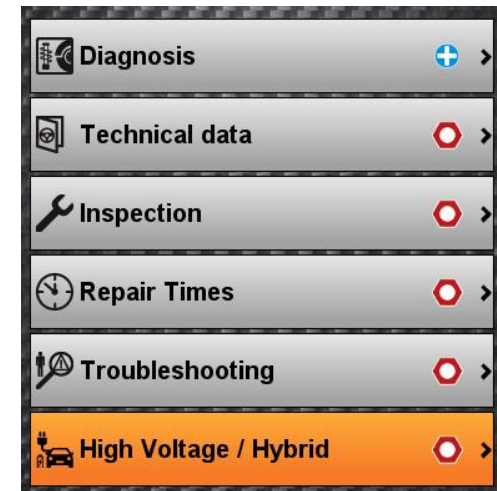 Diagnosis
Technical data
Inspection
Repair Times
Troubleshooting
High Voltage / Hybrid